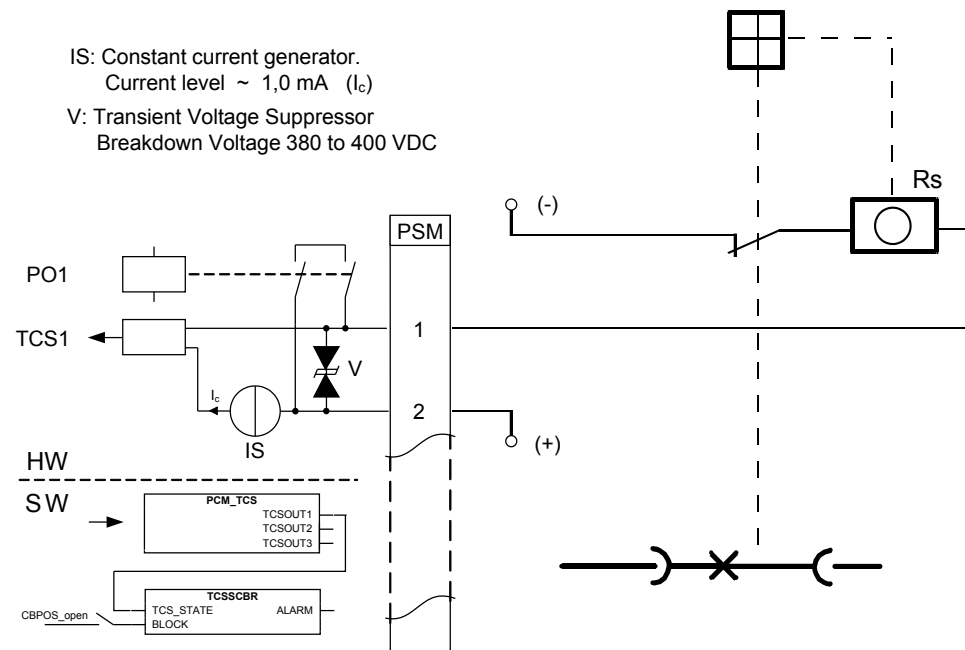 IS: Constant current generator.
Current level ~ 1,0 mA (Ic)
V: Transient Voltage Suppressor
Breakdown Voltage 380 to 400 VDC
Rs
(-)
PSM
PO1
1
TCS1
V
Ic
2
IS
(+)
HW
SW
PCM_TCS
TCSOUT1
TCSOUT2
TCSOUT3
TCSSCBR
CBPOS_open
TCS_STATE ALARM
BLOCK